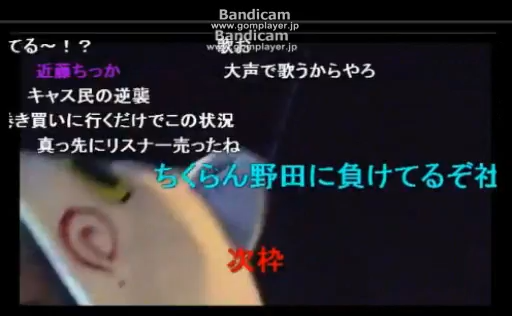 Bandicam
www.gomplayer.jp
Bandicam
www.gomplayer.jp
てる～！？
歌お
近藤ちっか
大声で歌うからやろ
キャス民の逆襲
き買いに行くだけでこの状況
真っ先にリスナー売ったね
ちくらん野田に負けてるぞ社
次枠